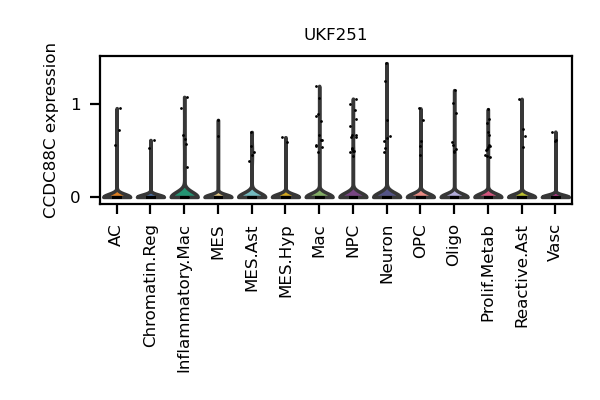 UKF251
CCDC88C expression
1
0
AC
Chromatin.Reg
Inflammatory.Mac
MES
MES.Ast
MES.Hyp
Mac
NPC
Neuron
OPC
Oligo
Prolif.Metab
Reactive.Ast
Vasc